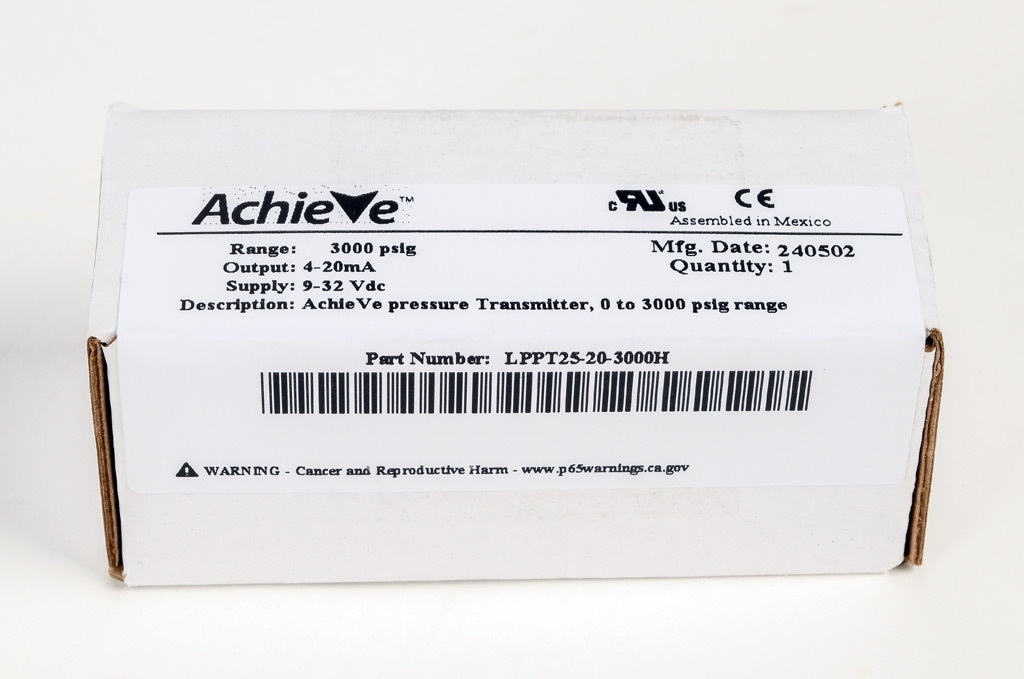 AchieVe™
c RU us CE
Assembled in Mexico
Range: 3000 psig
Mfg. Date: 240502
Output: 4-20mA
Quantity: 1
Supply: 9-32 Vdc
Description: AchieVe pressure Transmitter, 0 to 3000 psig range
Part Number: LPPT25-20-3000H
WARNING - Cancer and Reproductive Harm - www.p65warnings.ca.gov